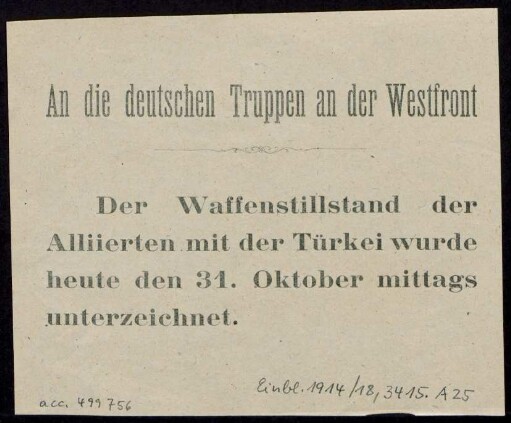 An die deutschen Truppen an der Westfront
Der Waffenstillstand der
Alliierten mit der Türkei wurde
heute den 31. Oktober mittags
unterzeichnet.
Einbl. 1914/18, 3415. A 25
acc. 499756